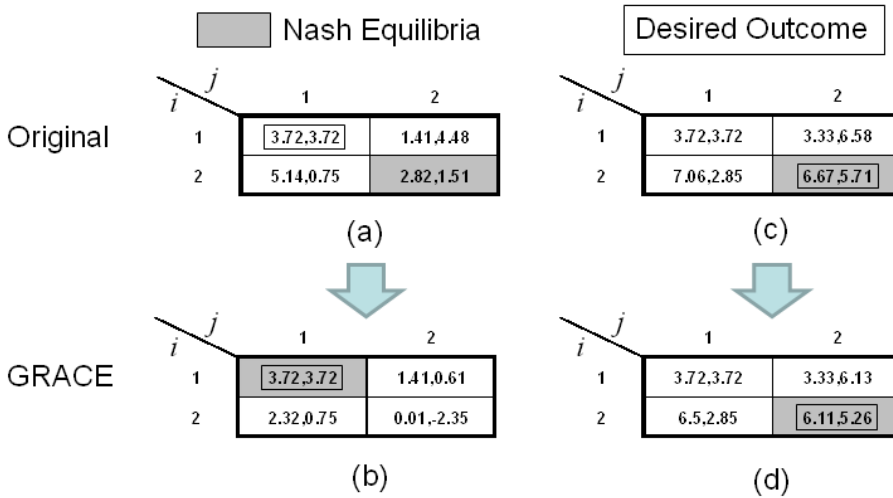 Nash Equilibria
Desired Outcome
Original
i j 1 2
1 3.72,3.72 1.41,4.48
2 5.14,0.75 2.82,1.51
(a)
i j 1 2
1 3.72,3.72 3.33,6.58
2 7.06,2.85 6.67,5.71
(c)
GRACE
i j 1 2
1 3.72,3.72 1.41,0.61
2 2.32,0.75 0.01,-2.35
(b)
i j 1 2
1 3.72,3.72 3.33,6.13
2 6.5,2.85 6.11,5.26
(d)